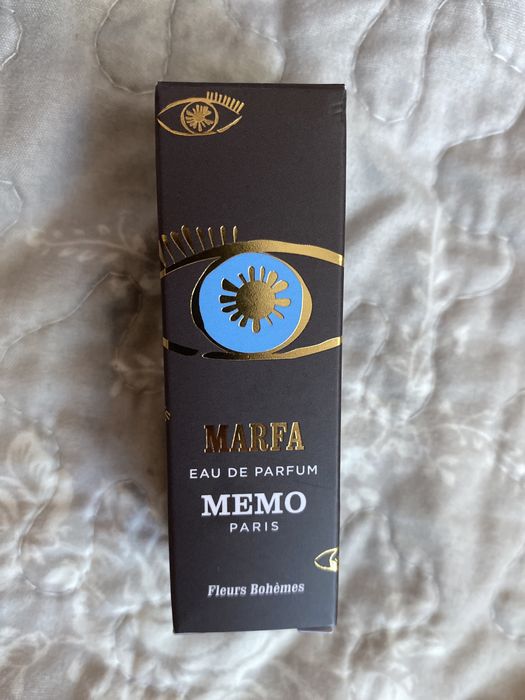 MARFA
EAU DE PARFUM
MEMO
PARIS
Fleurs Bohèmes